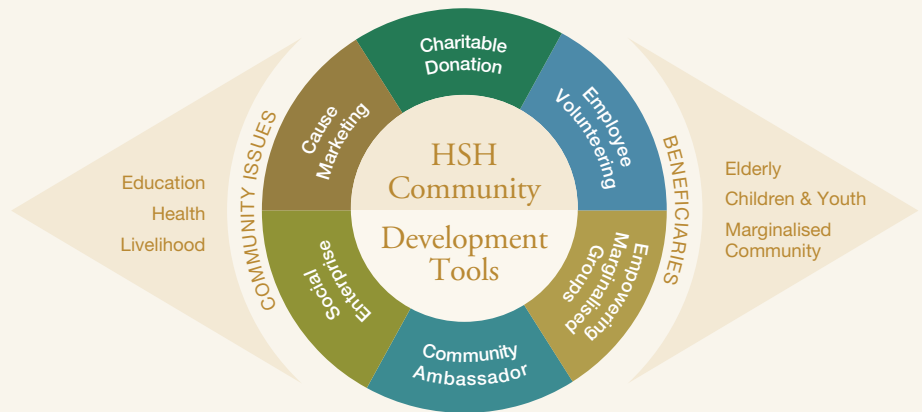 COMMUNITY ISSUES
Education
Health
Livelihood
Charitable
Donation
Employee
Volunteering
Empowering
Marginalised
Groups
Community
Ambassador
Social
Enterprise
Cause
Marketing
HSH
Community
Development
Tools
BENEFICIARIES
Elderly
Children & Youth
Marginalised
Community